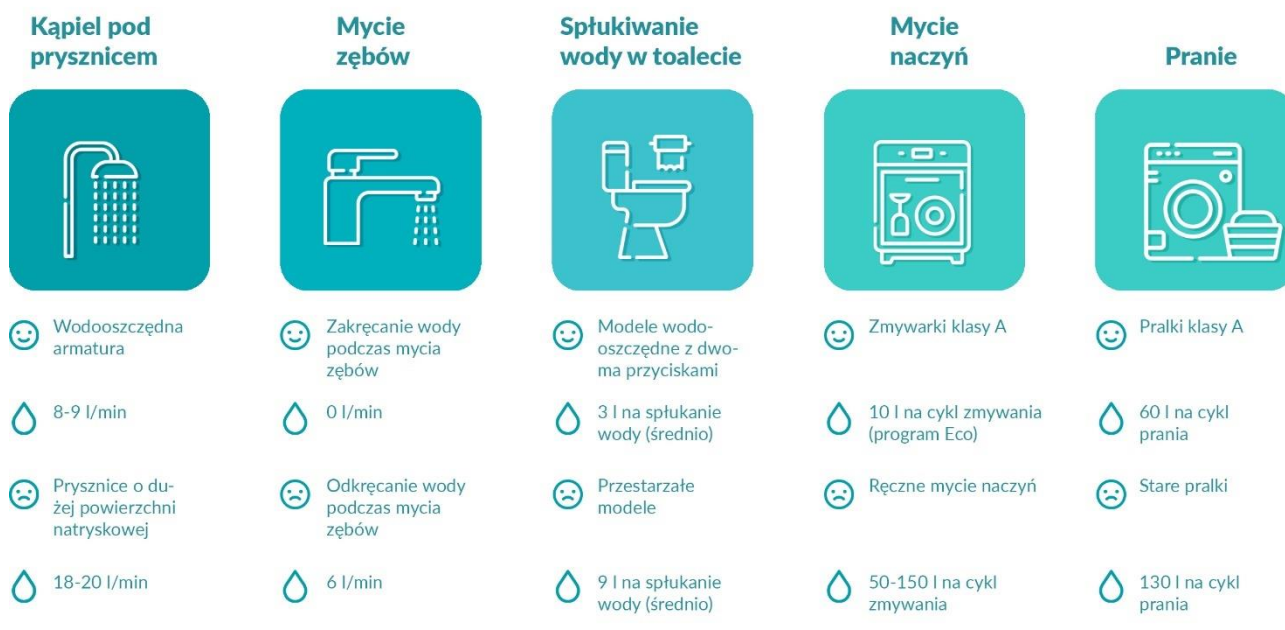 Kąpiel pod
prysznicem
Wodooszczędna
armatura
8-9 l/min
Prysznice o du-
żej powierzchni
natryskowej
18-20 l/min
Mycie
zębów
Zakręcanie wody
podczas mycia
zębów
0 l/min
Odkręcanie wody
podczas mycia
zębów
6 l/min
Spłukiwanie
wody w toalecie
Modele wodo-
oszczędne z dwo-
ma przyciskami
3 l na spłukanie
wody (średnio)
Przestarzałe
modele
9 l na spłukanie
wody (średnio)
Mycie
naczyń
Zmywarki klasy A
10 l na cykl zmywania
(program Eco)
Ręczne mycie naczyń
50-150 l na cykl
zmywania
Pranie
Pralki klasy A
60 l na cykl
prania
Stare pralki
130 l na cykl
prania